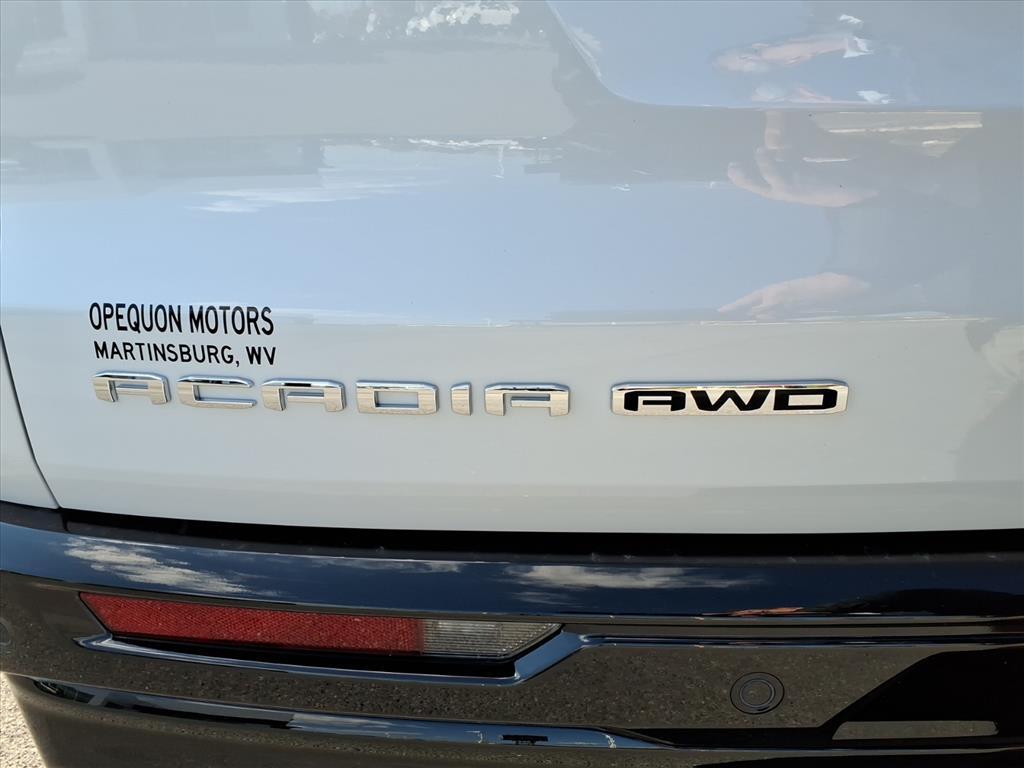 OPEQUON MOTORS
MARTINSBURG, WV
ACADIA AWD